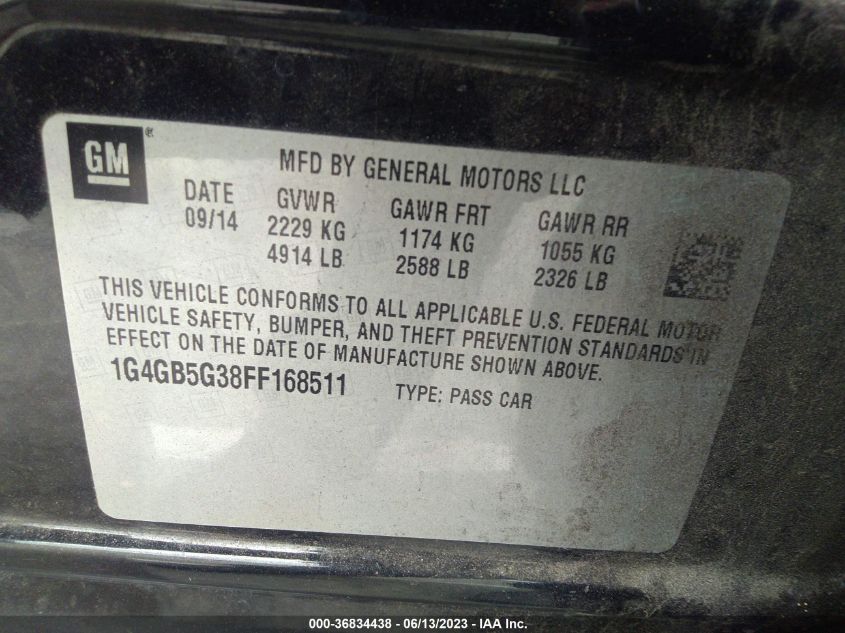 GM
MFD BY GENERAL MOTORS LLC
DATE GVWR GAWR FRT GAWR RR
09/14 2229 KG 1174 KG 1055 KG
4914 LB 2588 LB 2326 LB
THIS VEHICLE CONFORMS TO ALL APPLICABLE U.S. FEDERAL MOTOR
VEHICLE SAFETY, BUMPER, AND THEFT PREVENTION STANDARDS IN
EFFECT ON THE DATE OF MANUFACTURE SHOWN ABOVE.
1G4GB5G38FF168511 TYPE: PASS CAR
000-36834438 - 06/13/2023 - IAA Inc.